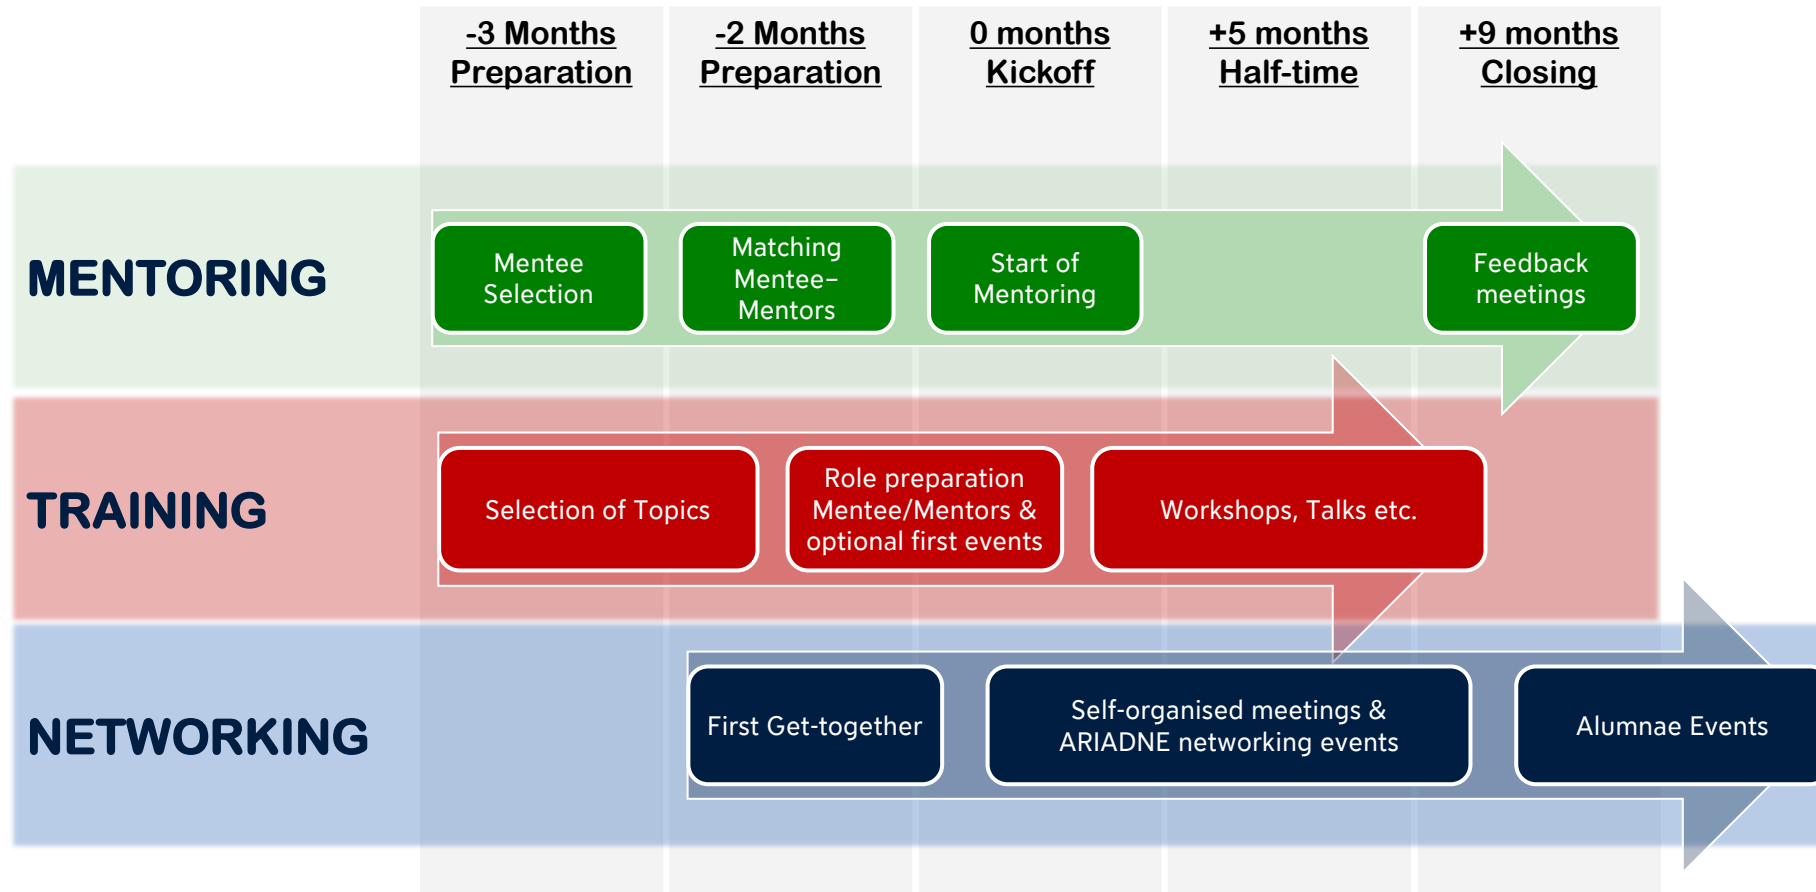 -3 Months
Preparation
-2 Months
Preparation
0 months
Kickoff
+5 months
Half-time
+9 months
Closing
MENTORING
Mentee
Selection
Matching
Mentee–
Mentors
Start of
Mentoring
Feedback
meetings
TRAINING
Selection of Topics
Role preparation
Mentee/Mentors &
optional first events
Workshops, Talks etc.
NETWORKING
First Get-together
Self-organised meetings &
ARIADNE networking events
Alumnae Events